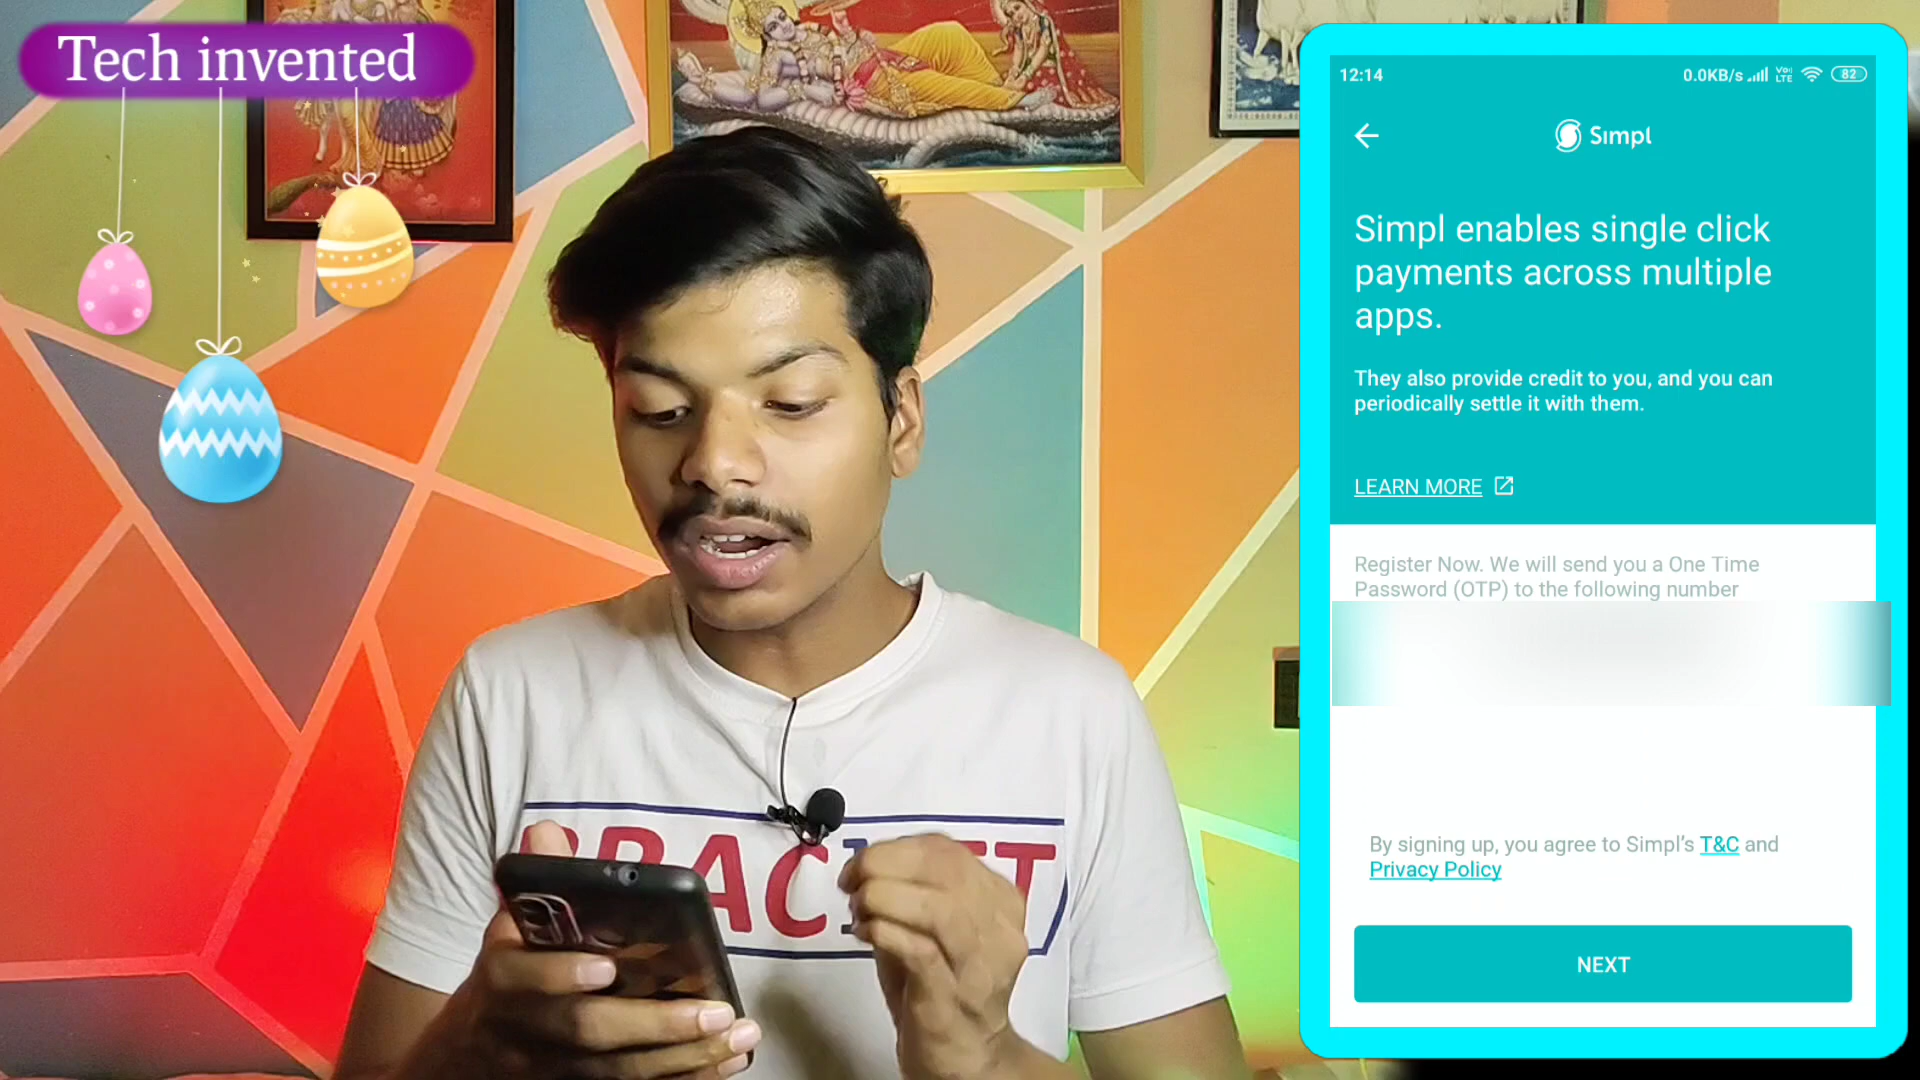 Tech invented
12:14
0.0KB/s
Vo))
LTE
82
Simpl
Simpl enables single click
payments across multiple
apps.
They also provide credit to you, and you can
periodically settle it with them.
LEARN MORE
Register Now. We will send you a One Time
Password (OTP) to the following number
By signing up, you agree to Simpl's T&C and
Privacy Policy
NEXT